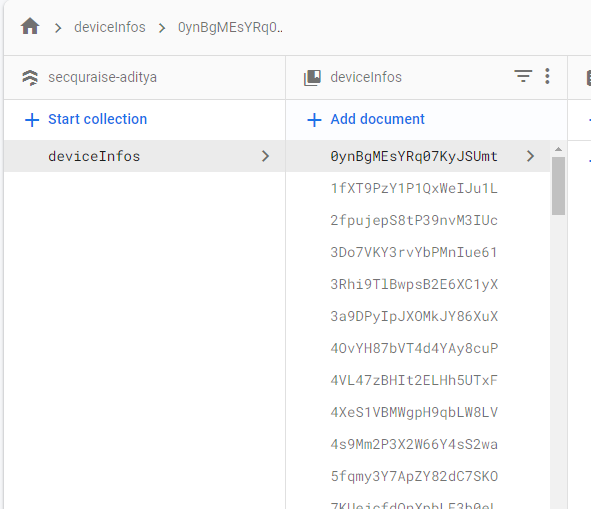 deviceInfos
0ynBgMEsYRq0..
secquraise-aditya
deviceInfos
Start collection
Add document
deviceInfos
0ynBgMEsYRq07KyJSUmt
1fXT9PzY1P1QxWeIJu1L
2fpujepS8tP39nvM3IUc
3Do7VKY3rvYbPMnIue61
3Rhi9TlBwpsB2E6XC1yX
3a9DPyIpJXOMkJY86XuX
4OvYH87bVT4d4YAy8cuP
4VL47zBHIt2ELHh5UTxF
4XeS1VBMWgpH9qbLW8LV
4s9Mm2P3X2W66Y4sS2wa
5fqmy3Y7ApZY82dC7SKO